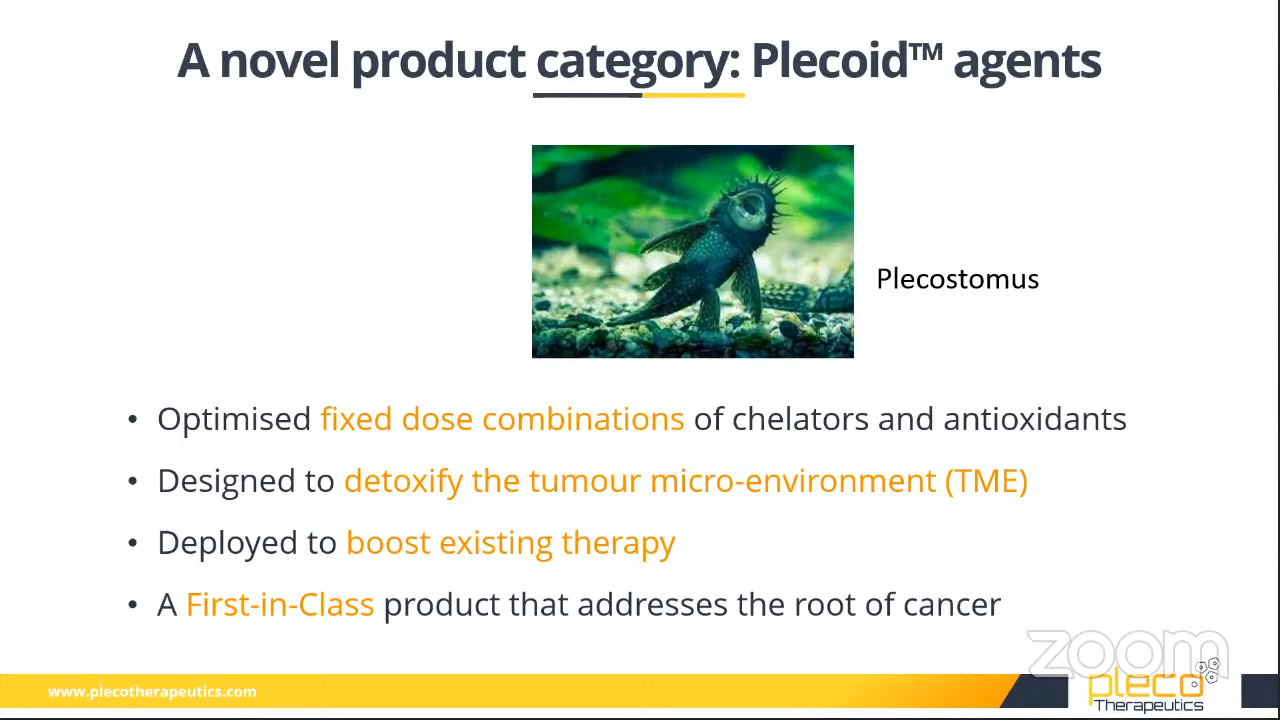 A novel product category: Plecoid™ agents
Plecostomus
• Optimised fixed dose combinations of chelators and antioxidants
• Designed to detoxify the tumour micro-environment (TME)
• Deployed to boost existing therapy
• A First-in-Class product that addresses the root of cancer
zoom
www.plecotherapeutics.com
pleco
Therapeutics